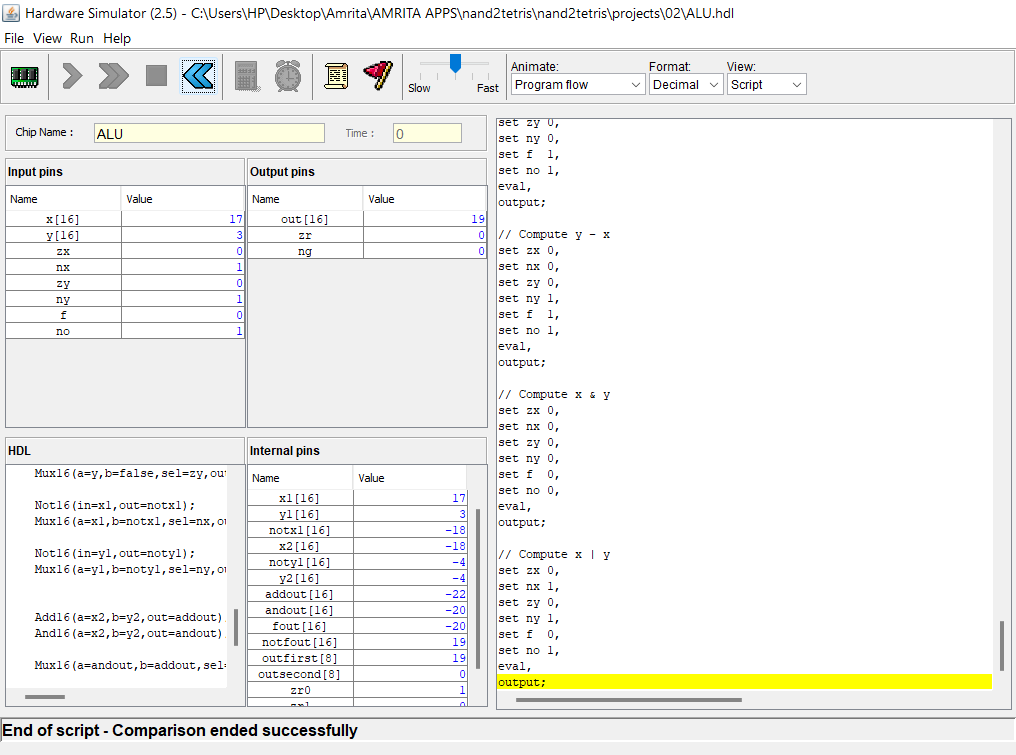 Hardware Simulator (2.5) - C:\Users\HP\Desktop\Amrita\AMRITA APPS\nand2tetris\nand2tetris\projects\02\ALU.hdl
File View Run Help
Slow Fast
Animate: Format: View:
Program flow Decimal Script
Chip Name : ALU Time : 0
Input pins
Name Value
x[16] 17
y[16] 3
zx 0
nx 1
zy 0
ny 1
f 0
no 1
Output pins
Name Value
out[16] 19
zr 0
ng 0
HDL
Mux16(a=y,b=false,sel=zy,ou
Not16(in=x1,out=notx1);
Mux16(a=x1,b=notx1,sel=nx,o
Not16(in=y1,out=noty1);
Mux16(a=y1,b=noty1,sel=ny,o
Add16(a=x2,b=y2,out=addout)
And16(a=x2,b=y2,out=andout)
Mux16(a=andout,b=addout,sel=
Internal pins
Name Value
x1[16] 17
y1[16] 3
notx1[16] -18
x2[16] -18
noty1[16] -4
y2[16] -4
addout[16] -22
andout[16] -20
fout[16] -20
notfout[16] 19
outfirst[8] 19
outsecond[8] 0
zr0 1
zr1 0
set zy 0,
set ny 0,
set f 1,
set no 1,
eval,
output;
// Compute y - x
set zx 0,
set nx 0,
set zy 0,
set ny 1,
set f 1,
set no 1,
eval,
output;
// Compute x & y
set zx 0,
set nx 0,
set zy 0,
set ny 0,
set f 0,
set no 0,
eval,
output;
// Compute x | y
set zx 0,
set nx 1,
set zy 0,
set ny 1,
set f 0,
set no 1,
eval,
output;
End of script - Comparison ended successfully